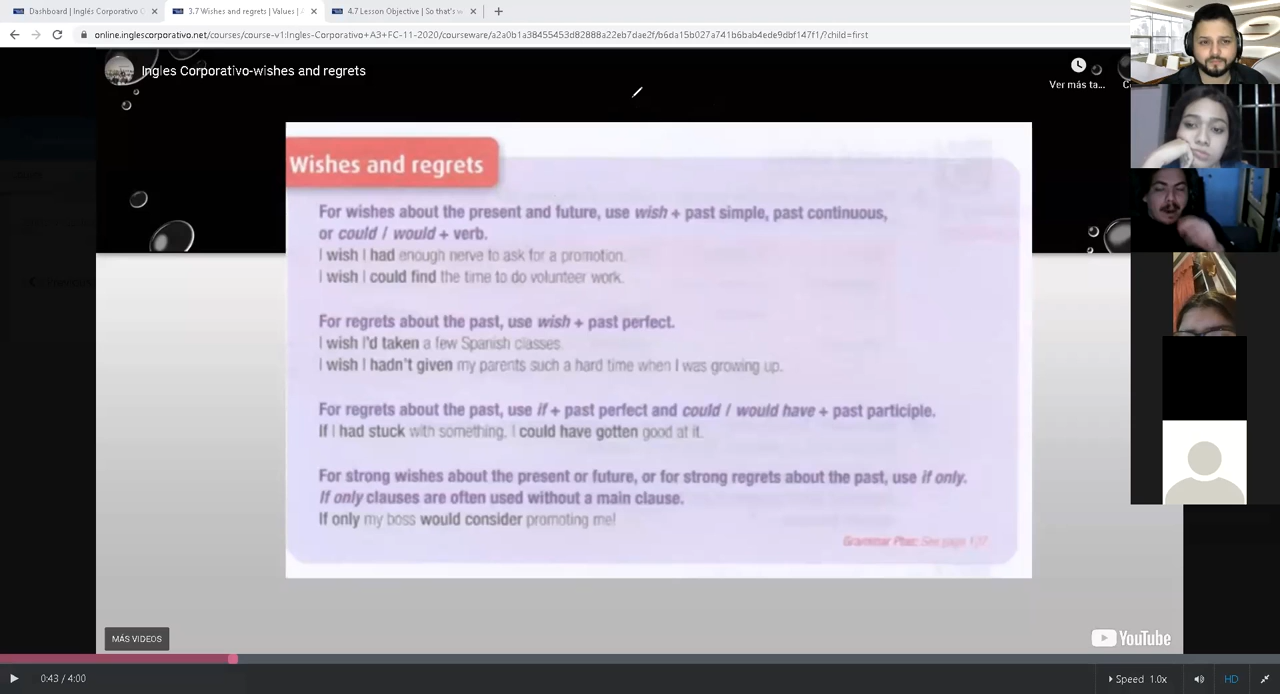 Dashboard | Inglés Corporativo
3.7 Wishes and regrets | Values |
4.7 Lesson Objective | So that's w
online.inglescorporativo.net/courses/course-v1:Ingles-Corporativo+A3+FC-11-2020/
Ingles Corporativo-wishes and regrets
Ver más ta...
Wishes and regrets
For wishes about the present and future, use wish + past simple, past continuous,
or could / would + verb.
I wish I had enough nerve to ask for a promotion.
I wish I could find the time to do volunteer work.
For regrets about the past, use wish + past perfect.
I wish I'd taken a few Spanish classes.
I wish I hadn't given my parents such a hard time when I was growing up.
For regrets about the past, use if + past perfect and could / would have + past participle.
If I had stuck with something, I could have gotten good at it.
For strong wishes about the present or future, or for strong regrets about the past, use if only.
If only clauses are often used without a main clause.
If only my boss would consider promoting me!
Grammar Plus: See page
MÁS VIDEOS
YouTube
0:43 / 4:00
Speed 1.0x
HD